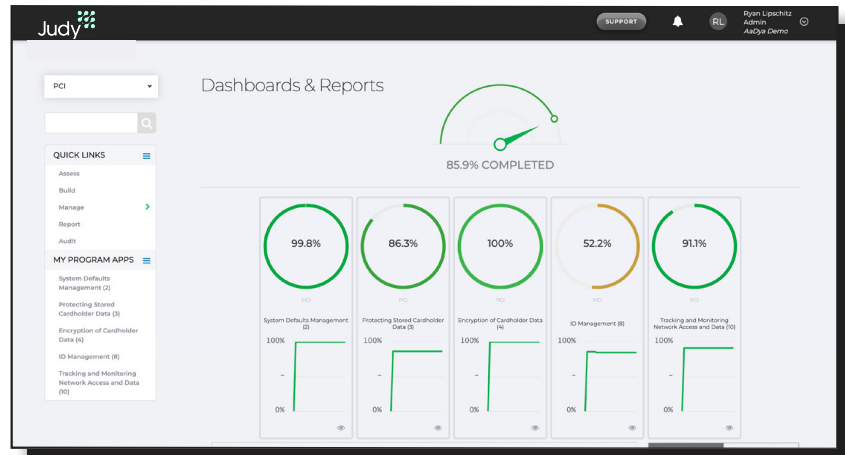 Judy
SUPPORT
RL
Ryan Lipschitz
Admin
AaDya Demo
PCI
Dashboards & Reports
85.9% COMPLETED
QUICK LINKS
Assess
Build
Manage
Report
Audit
MY PROGRAM APPS
System Defaults
Management (2)
Protecting Stored
Cardholder Data (3)
Encryption of Cardholder
Data (4)
ID Management (8)
Tracking and Monitoring
Network Access and Data
(10)
99.8%
PCI
System Defaults Management
(2)
100%
0%
86.3%
PCI
Protecting Stored Cardholder
Data (3)
100%
0%
100%
PCI
Encryption of Cardholder Data
(4)
100%
0%
52.2%
PCI
ID Management (8)
100%
0%
91.1%
PCI
Tracking and Monitoring
Network Access and Data (10)
100%
0%